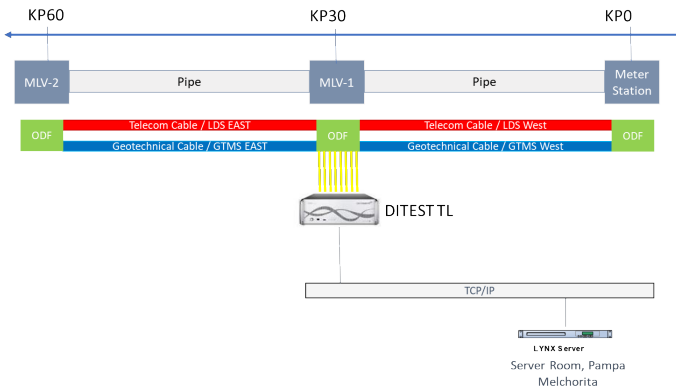 KP60
KP30
KP0
MLV-2
Pipe
MLV-1
Pipe
Meter
Station
ODF
Telecom Cable / LDS EAST
Geotechnical Cable / GTMS EAST
ODF
Telecom Cable / LDS West
Geotechnical Cable / GTMS West
ODF
DITEST TL
TCP/IP
LYNX Server
Server Room, Pampa
Melchorita